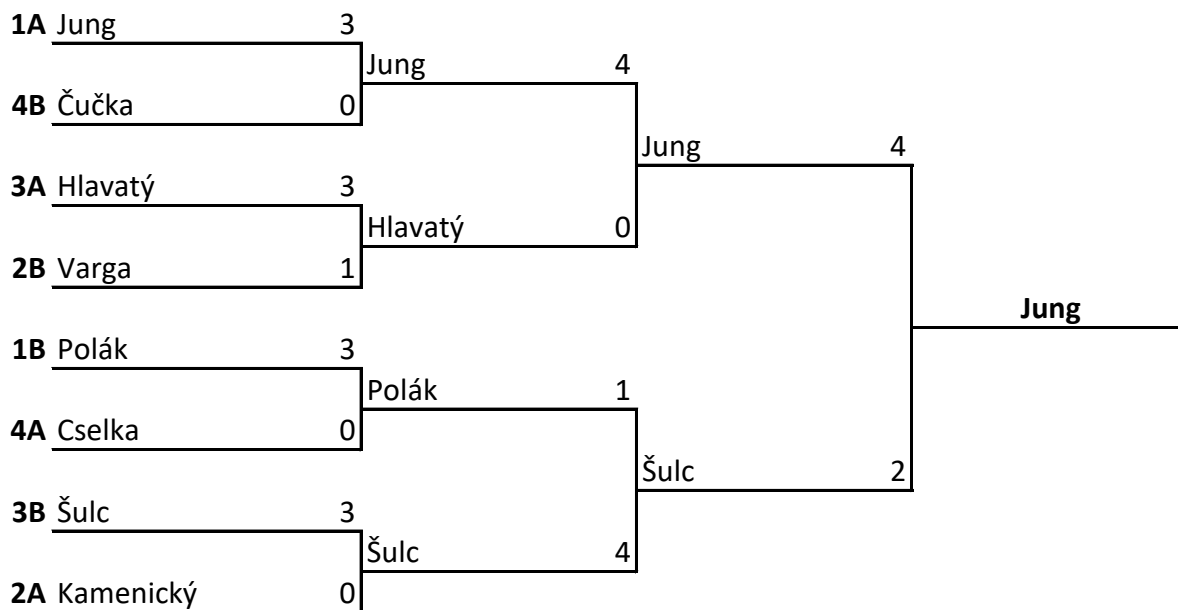 1A Jung 3
Jung 4
4B Čučka 0
Jung 4
3A Hlavatý 3
Hlavatý 0
2B Varga 1
Jung
1B Polák 3
Polák 1
4A Cselka 0
Šulc 2
3B Šulc 3
Šulc 4
2A Kamenický 0